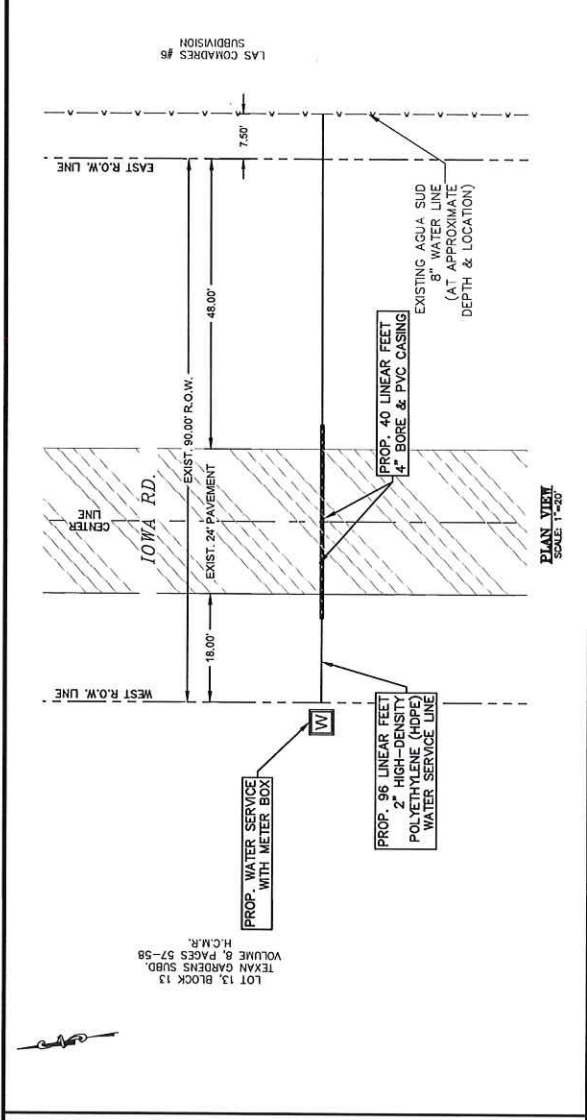 LAS COMADRES #6
SUBDIVISION
EAST R.O.W. LINE
7.50'
48.00'
EXISTING AGUA SUD
8" WATER LINE
(AT APPROXIMATE
DEPTH & LOCATION)
EXIST. 90.00' R.O.W.
CENTER
LINE
IOWA RD.
EXIST. 24' PAVEMENT
PROP. 40 LINEAR FEET
4" BORE & PVC CASING
18.00'
WEST R.O.W. LINE
W
PROP. WATER SERVICE
WITH METER BOX
PROP. 96 LINEAR FEET
2" HIGH-DENSITY
POLYETHYLENE (HDPE)
WATER SERVICE LINE
LOT 13, BLOCK 13
TEXAN GARDENS SUBD.
VOLUME 8, PAGES 57-58
H.C.M.R.
PLAN VIEW
SCALE: 1"=20'